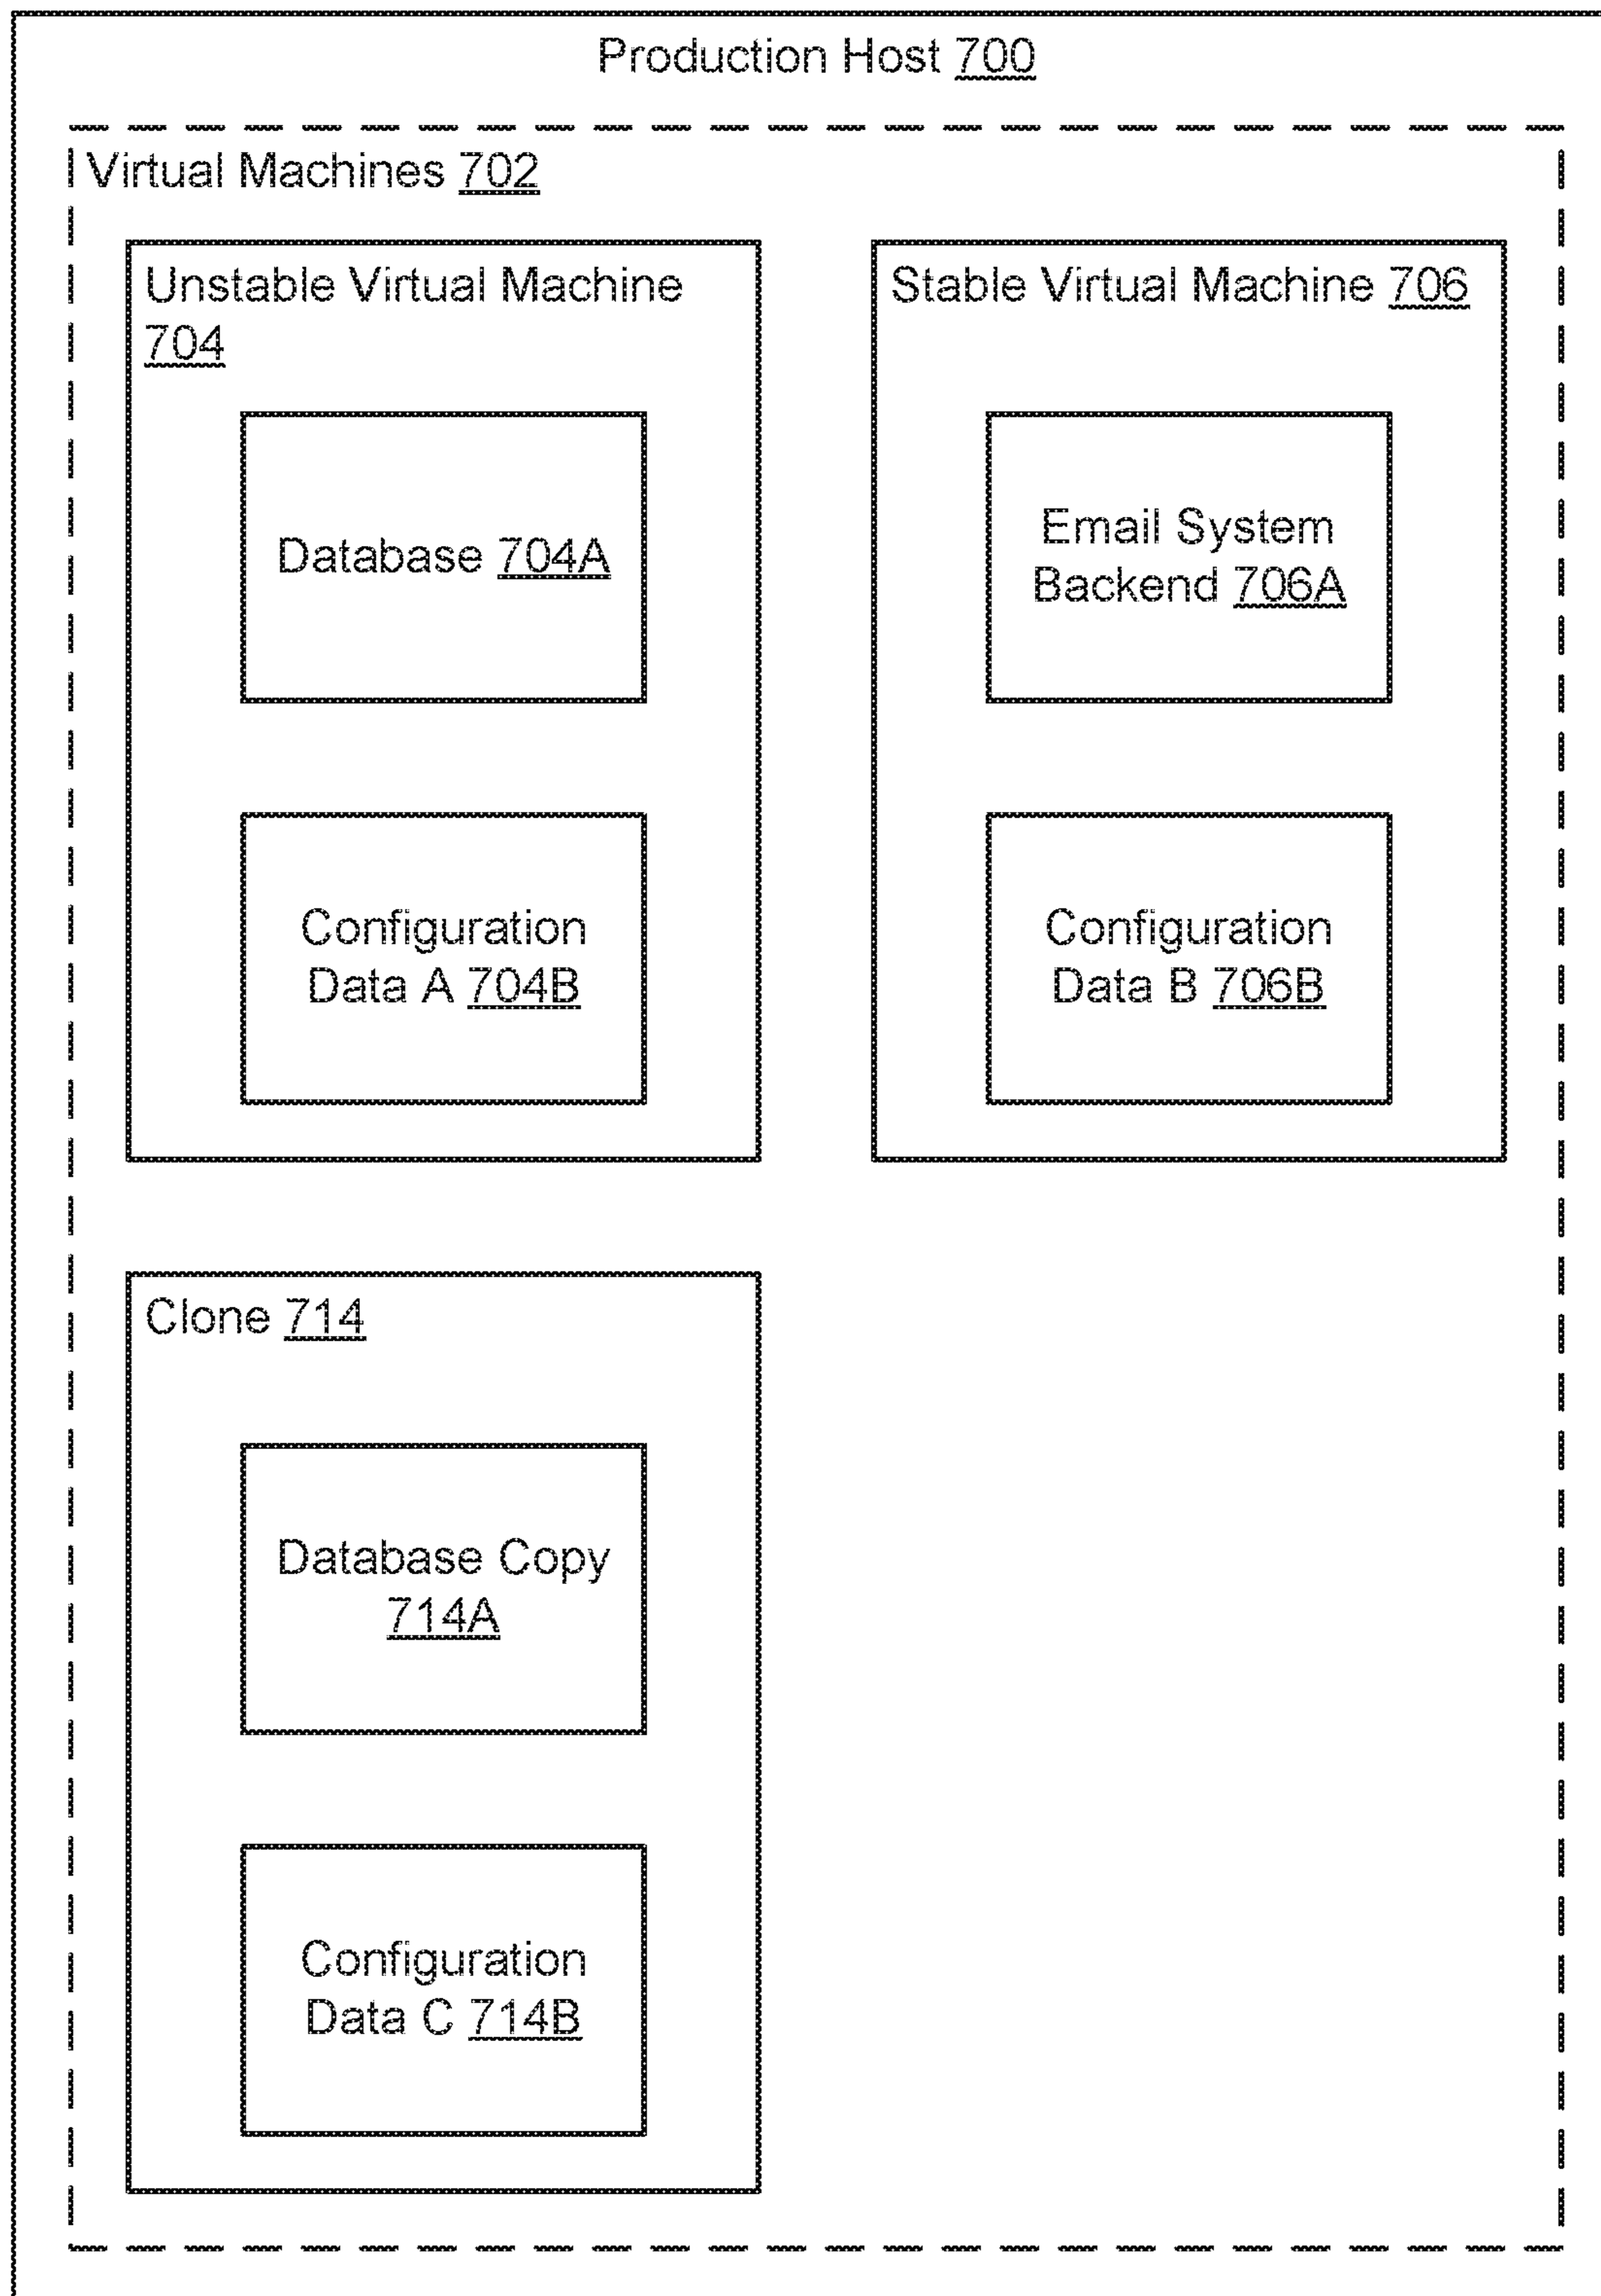 Production Host 700
Virtual Machines 702
Unstable Virtual Machine
704
Database 704A
Configuration
Data A 704B
Stable Virtual Machine 706
Email System
Backend 706A
Configuration
Data B 706B
Clone 714
Database Copy
714A
Configuration
Data C 714B